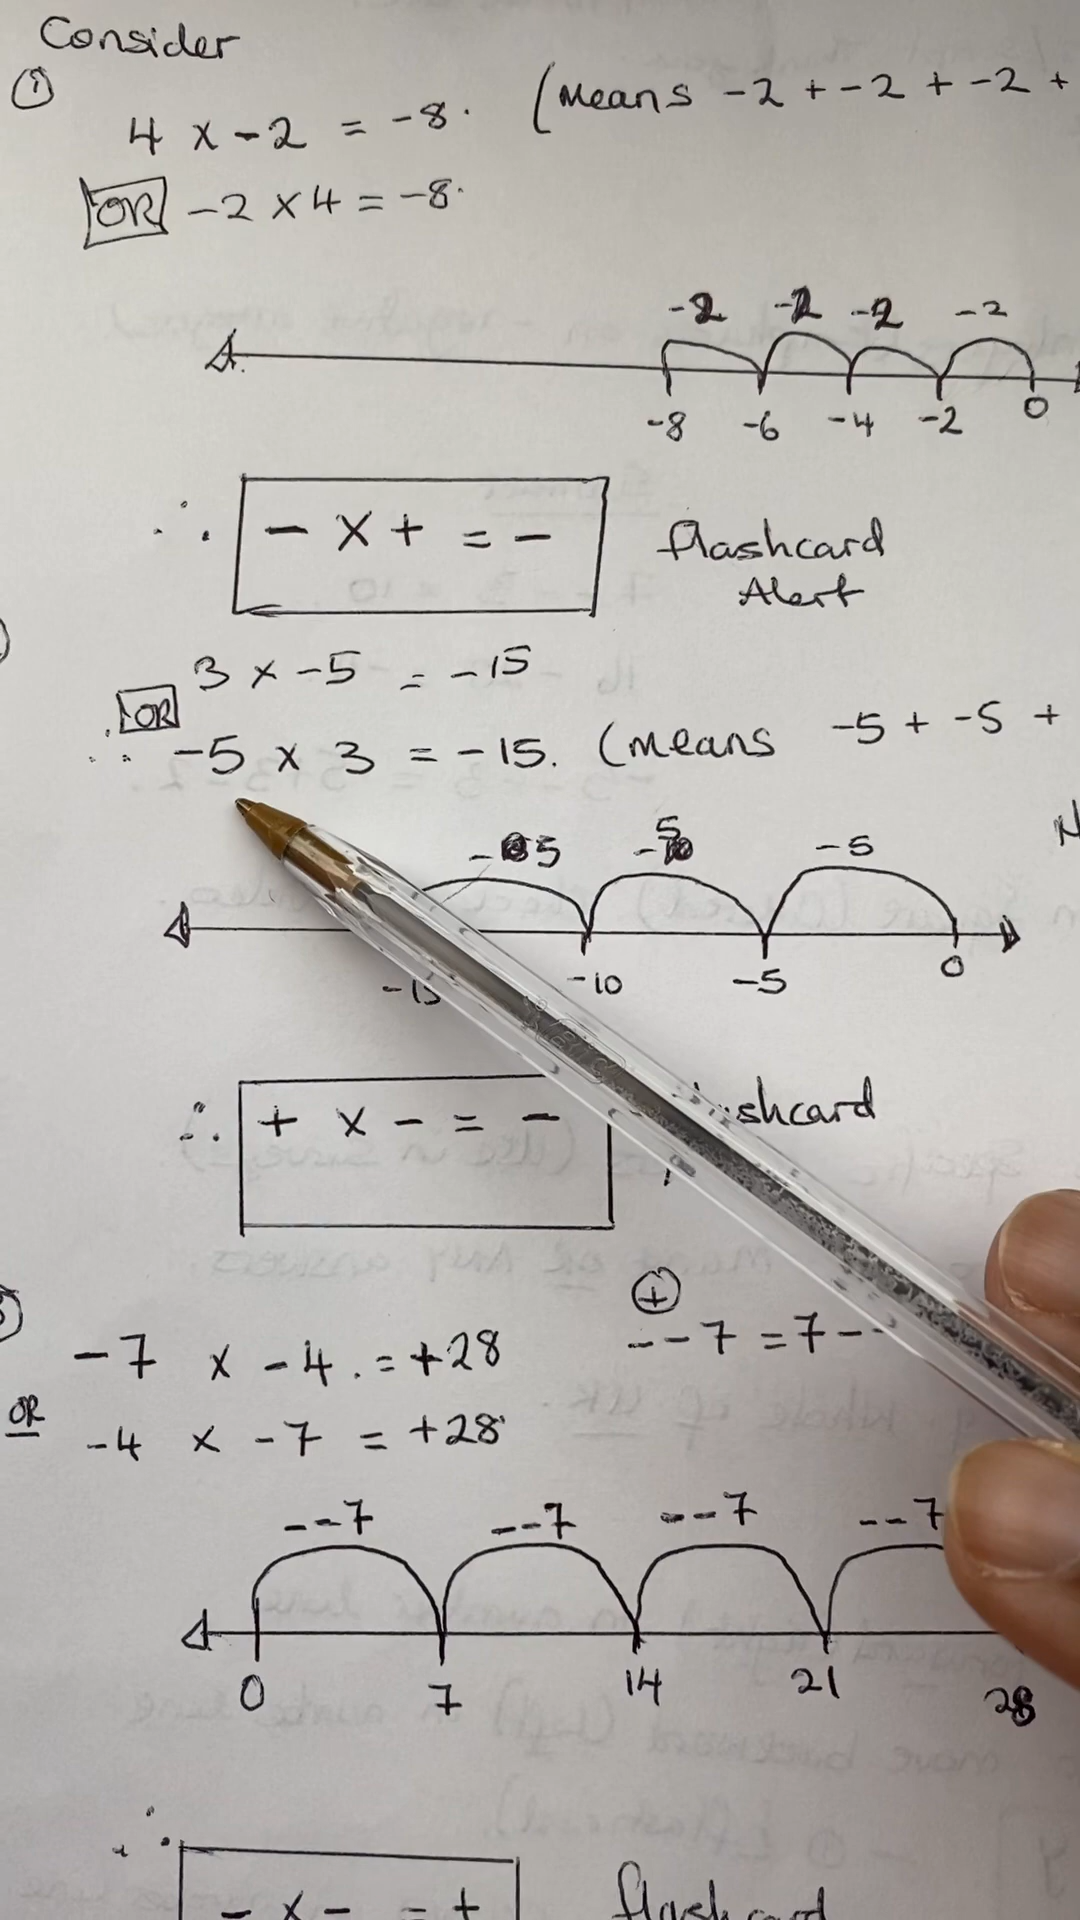 Consider
①
4 x -2 = -8. (Means -2 + -2 + -2 +
OR -2 x 4 = -8.
-2 -2 -2 -2
-8 -6 -4 -2 0
∴ - x + = - flashcard
Alert
3 x -5 = -15
OR
∴ -5 x 3 = -15. (means -5 + -5 +
-5 -5 -5
-15 -10 -5 0
∴ + x - = -
-7 x -4 = +28
OR
-4 x -7 = +28
⊕
--7 = 7
--7 --7 --7 --7
0 7 14 21 28
∴ - x - = + flashcard